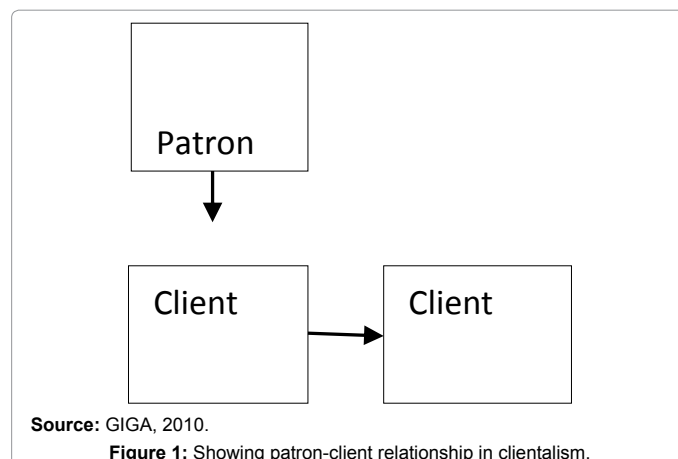 Patron
Client Client
Source: GIGA, 2010.
Figure 1: Showing patron-client relationship in clientalism.